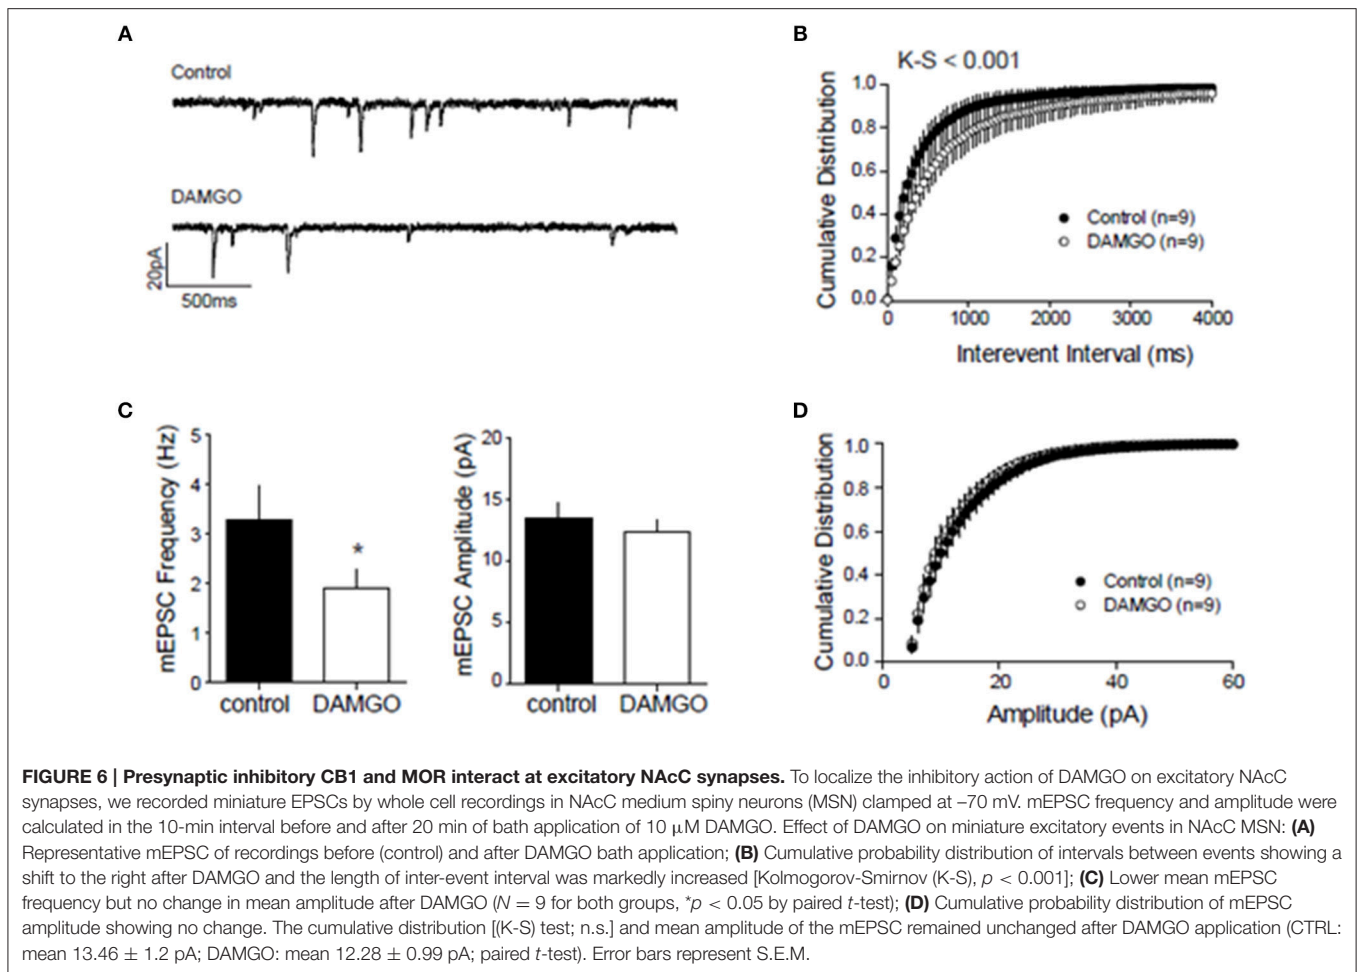 A
Control
DAMGO
20pA
500ms
B
K-S < 0.001
Cumulative Distribution
1.0
0.8
0.6
0.4
0.2
0.0
Control (n=9)
DAMGO (n=9)
0 1000 2000 3000 4000
Interevent Interval (ms)
C
mEPSC Frequency (Hz)
5
4
3
2
1
0
*
control DAMGO
mEPSC Amplitude (pA)
20
15
10
5
0
control DAMGO
D
Cumulative Distribution
1.0
0.8
0.6
0.4
0.2
0.0
Control (n=9)
DAMGO (n=9)
0 20 40 60
Amplitude (pA)
FIGURE 6 | Presynaptic inhibitory CB1 and MOR interact at excitatory NAcC synapses. To localize the inhibitory action of DAMGO on excitatory NAcC
synapses, we recorded miniature EPSCs by whole cell recordings in NAcC medium spiny neurons (MSN) clamped at –70 mV. mEPSC frequency and amplitude were
calculated in the 10-min interval before and after 20 min of bath application of 10 μM DAMGO. Effect of DAMGO on miniature excitatory events in NAcC MSN: (A)
Representative mEPSC of recordings before (control) and after DAMGO bath application; (B) Cumulative probability distribution of intervals between events showing a
shift to the right after DAMGO and the length of inter-event interval was markedly increased [Kolmogorov-Smirnov (K-S), p < 0.001]; (C) Lower mean mEPSC
frequency but no change in mean amplitude after DAMGO (N = 9 for both groups, *p < 0.05 by paired t-test); (D) Cumulative probability distribution of mEPSC
amplitude showing no change. The cumulative distribution [(K-S) test; n.s.] and mean amplitude of the mEPSC remained unchanged after DAMGO application (CTRL:
mean 13.46 ± 1.2 pA; DAMGO: mean 12.28 ± 0.99 pA; paired t-test). Error bars represent S.E.M.